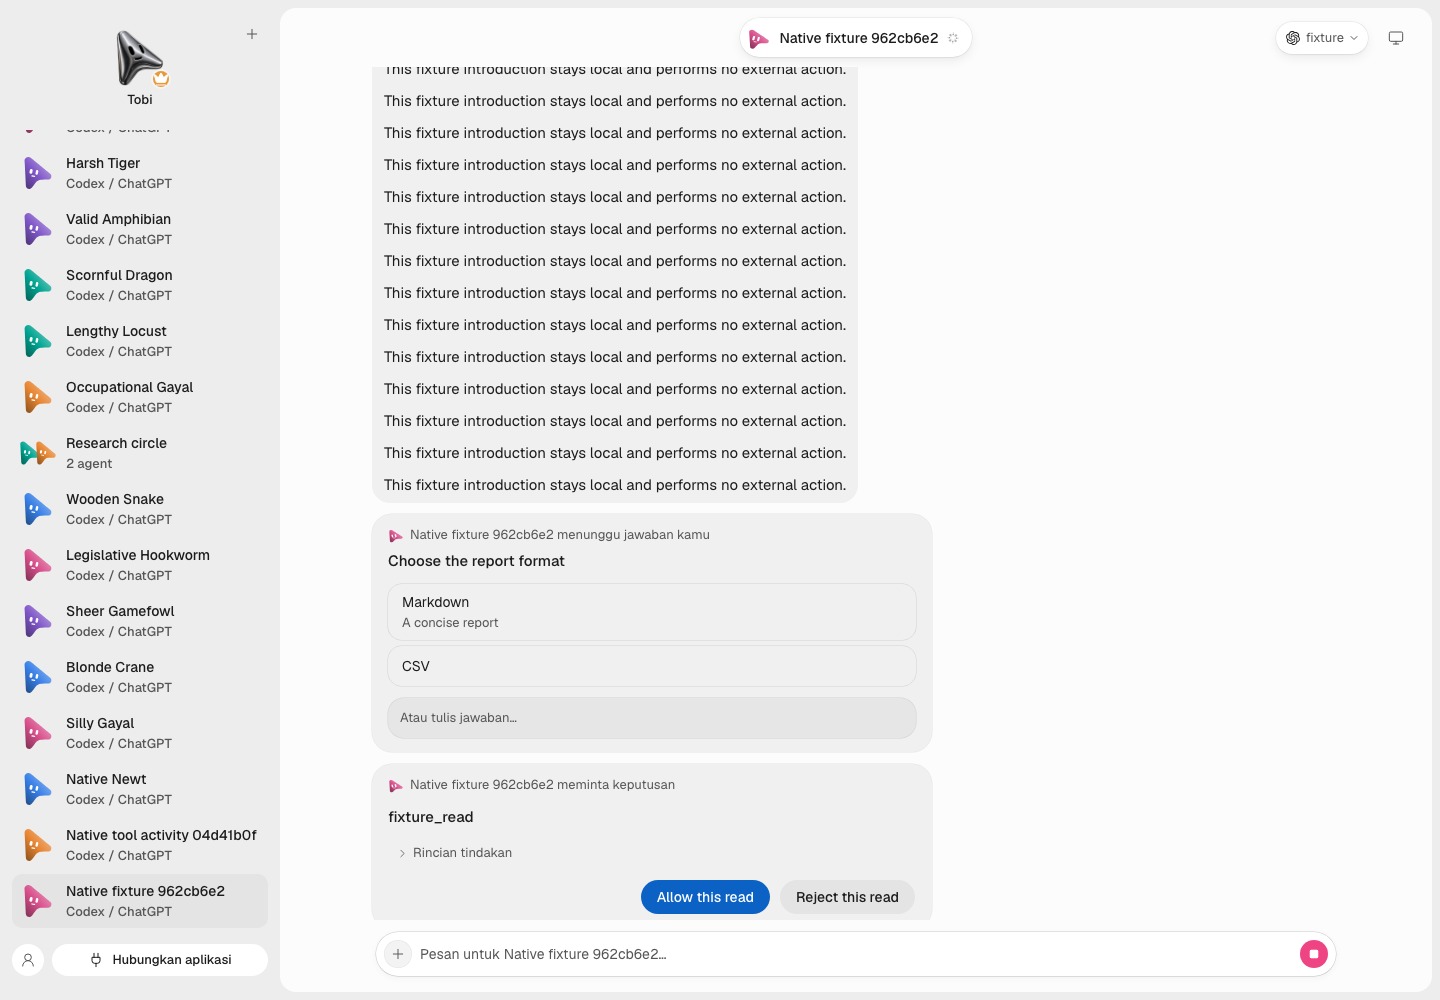 Tobi
Codex / ChatGPT
Harsh Tiger
Codex / ChatGPT
Valid Amphibian
Codex / ChatGPT
Scornful Dragon
Codex / ChatGPT
Lengthy Locust
Codex / ChatGPT
Occupational Gayal
Codex / ChatGPT
Research circle
2 agent
Wooden Snake
Codex / ChatGPT
Legislative Hookworm
Codex / ChatGPT
Sheer Gamefowl
Codex / ChatGPT
Blonde Crane
Codex / ChatGPT
Silly Gayal
Codex / ChatGPT
Native Newt
Codex / ChatGPT
Native tool activity 04d41b0f
Codex / ChatGPT
Native fixture 962cb6e2
Codex / ChatGPT
Hubungkan aplikasi
Native fixture 962cb6e2
fixture
This fixture introduction stays local and performs no external action.
This fixture introduction stays local and performs no external action.
This fixture introduction stays local and performs no external action.
This fixture introduction stays local and performs no external action.
This fixture introduction stays local and performs no external action.
This fixture introduction stays local and performs no external action.
This fixture introduction stays local and performs no external action.
This fixture introduction stays local and performs no external action.
This fixture introduction stays local and performs no external action.
This fixture introduction stays local and performs no external action.
This fixture introduction stays local and performs no external action.
This fixture introduction stays local and performs no external action.
This fixture introduction stays local and performs no external action.
This fixture introduction stays local and performs no external action.
Native fixture 962cb6e2 menunggu jawaban kamu
Choose the report format
Markdown
A concise report
CSV
Atau tulis jawaban…
Native fixture 962cb6e2 meminta keputusan
fixture_read
Rincian tindakan
Allow this read
Reject this read
Pesan untuk Native fixture 962cb6e2…